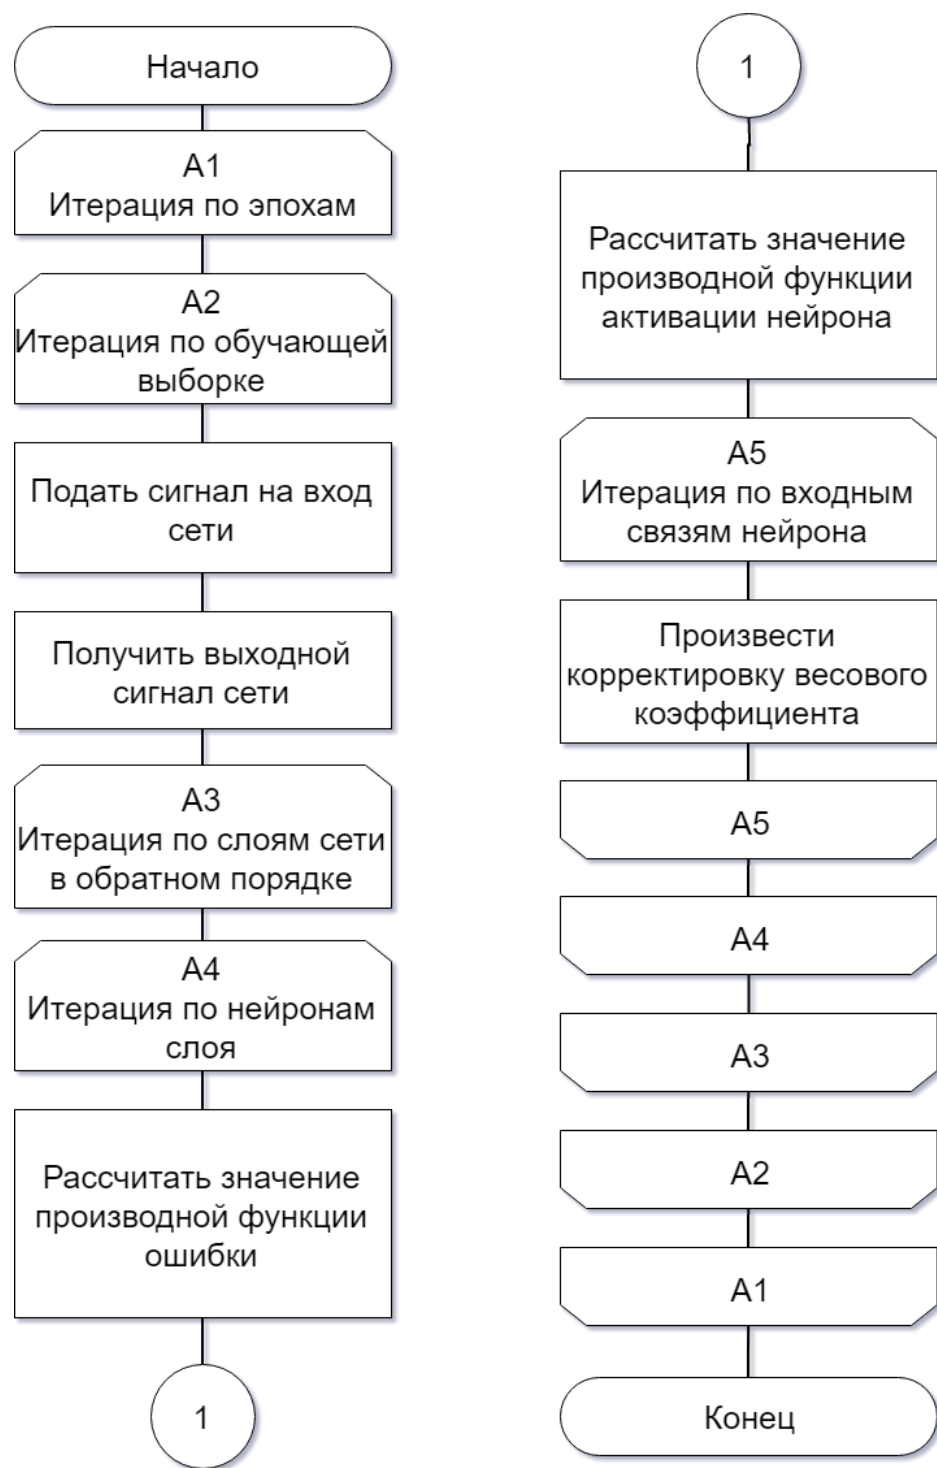 Начало
А1
Итерация по эпохам
А2
Итерация по обучающей
выборке
Подать сигнал на вход
сети
Получить выходной
сигнал сети
А3
Итерация по слоям сети
в обратном порядке
А4
Итерация по нейронам
слоя
Рассчитать значение
производной функции
ошибки
1
1
Рассчитать значение
производной функции
активации нейрона
А5
Итерация по входным
связям нейрона
Произвести
корректировку весового
коэффициента
А5
А4
А3
А2
А1
Конец